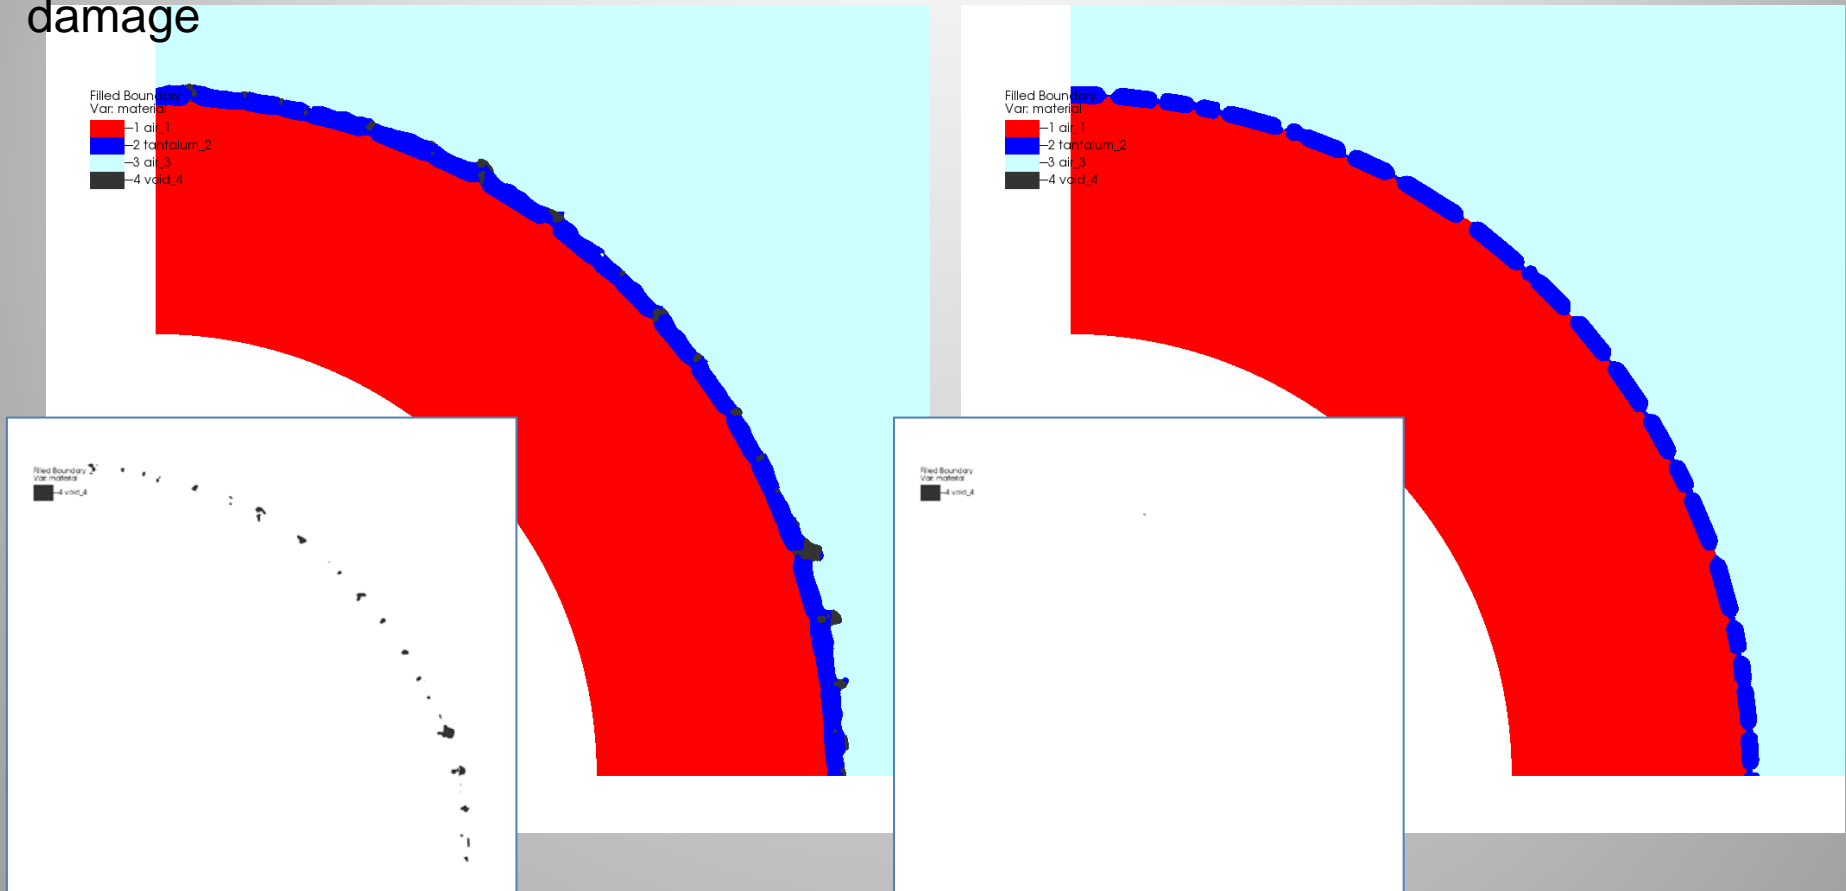 damage
Filled Boundary
Var: material
1 air_1
2 tantalum_2
3 air_3
4 void_4
Filled Boundary
Var: material
1 air_1
2 tantalum_2
3 air_3
4 void_4
Filled Boundary
Var: material
4 void_4
Filled Boundary
Var: material
4 void_4